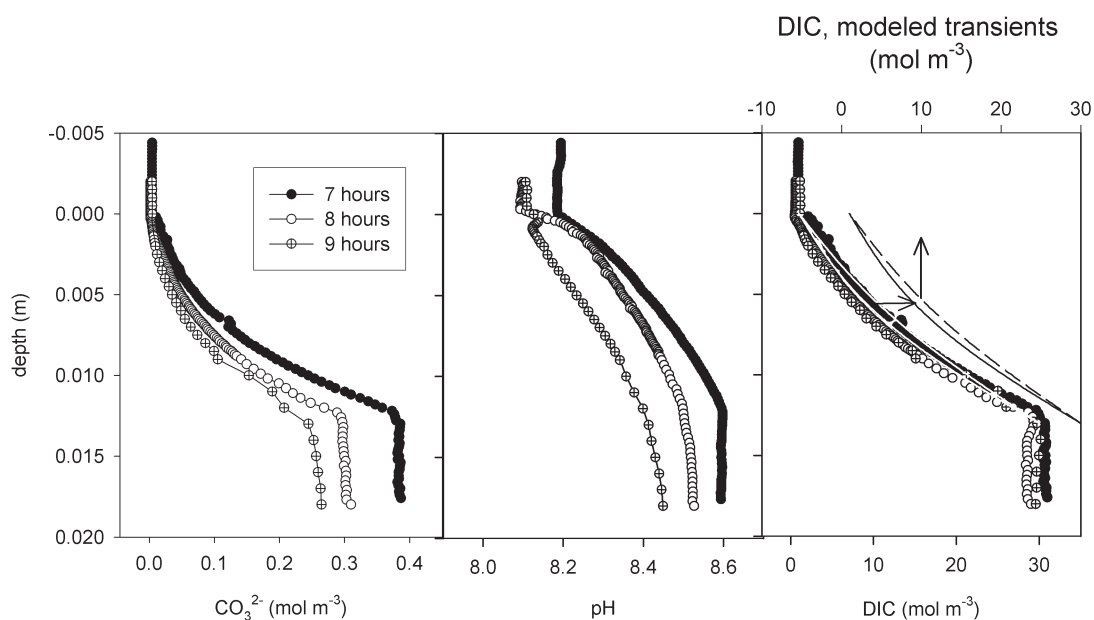 DIC, modeled transients
(mol m-3)
-10 0 10 20 30
-0.005
0.000
0.005
0.010
0.015
0.020
depth (m)
7 hours
8 hours
9 hours
0.0 0.1 0.2 0.3 0.4
8.0 8.2 8.4 8.6
0 10 20 30
CO32- (mol m-3)
pH
DIC (mol m-3)